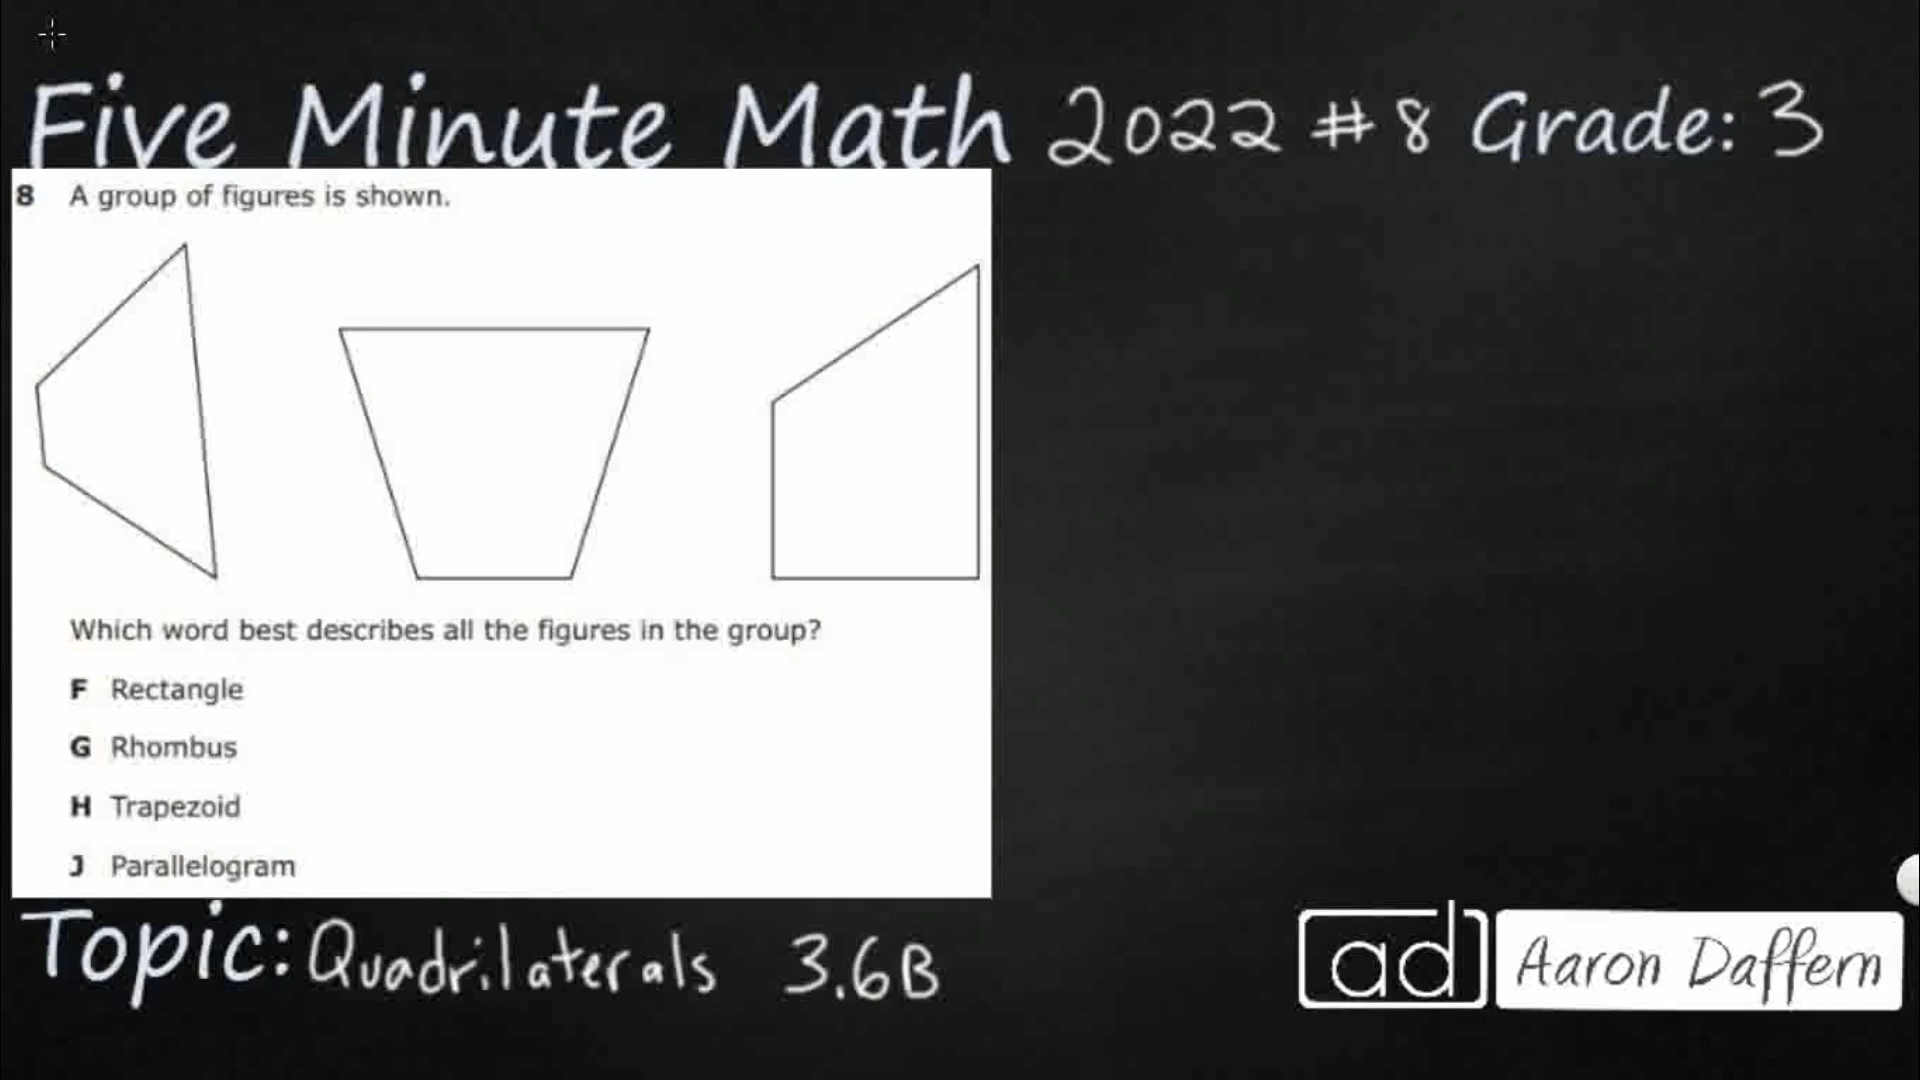 Five Minute Math 2022 #8 Grade: 3
8 A group of figures is shown.
Which word best describes all the figures in the group?
F Rectangle
G Rhombus
H Trapezoid
J Parallelogram
Topic: Quadrilaterals 3.6B
ad Aaron Daffern